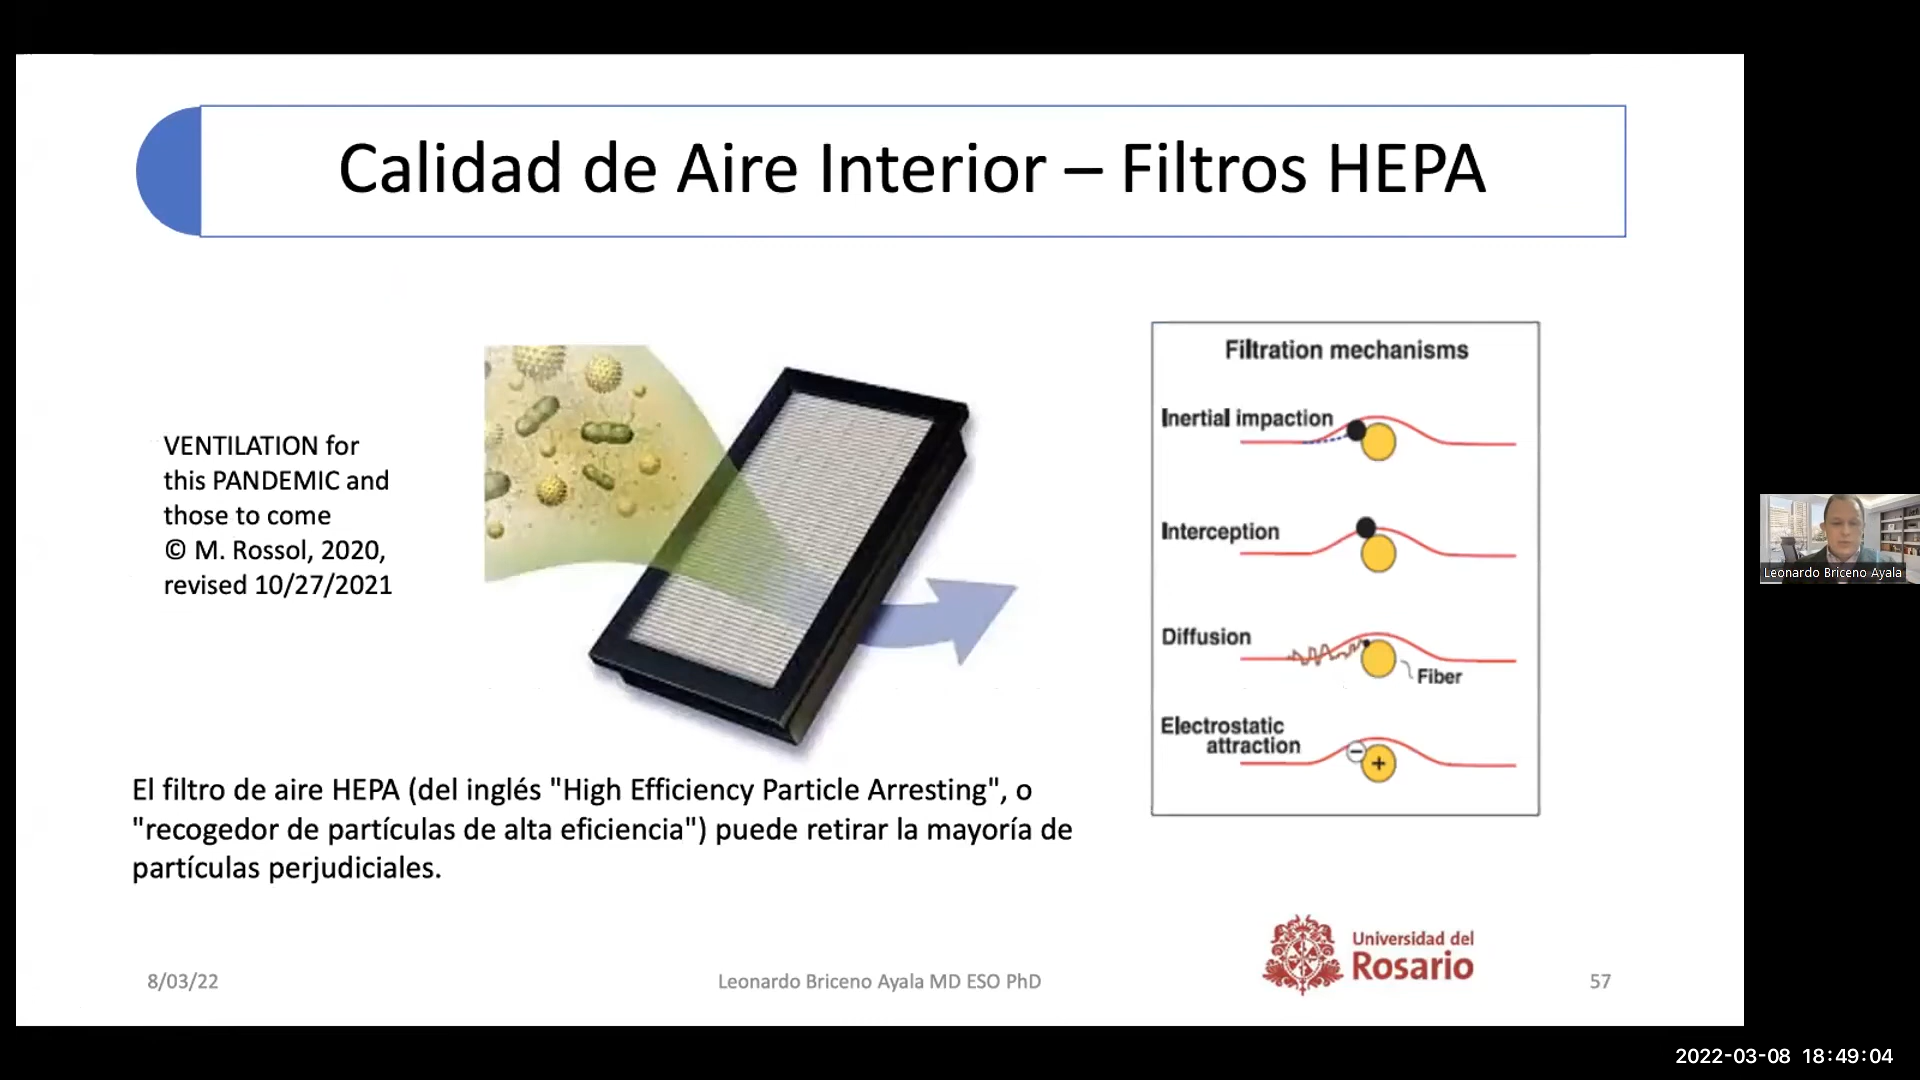 Calidad de Aire Interior – Filtros HEPA
VENTILATION for
this PANDEMIC and
those to come
© M. Rossol, 2020,
revised 10/27/2021
Filtration mechanisms
Inertial impaction
Interception
Diffusion
Fiber
Electrostatic
attraction
−
+
El filtro de aire HEPA (del inglés "High Efficiency Particle Arresting", o
"recogedor de partículas de alta eficiencia") puede retirar la mayoría de
partículas perjudiciales.
8/03/22
Leonardo Briceno Ayala MD ESO PhD
Universidad del
Rosario
57
Leonardo Briceno Ayala
2022-03-08 18:49:04